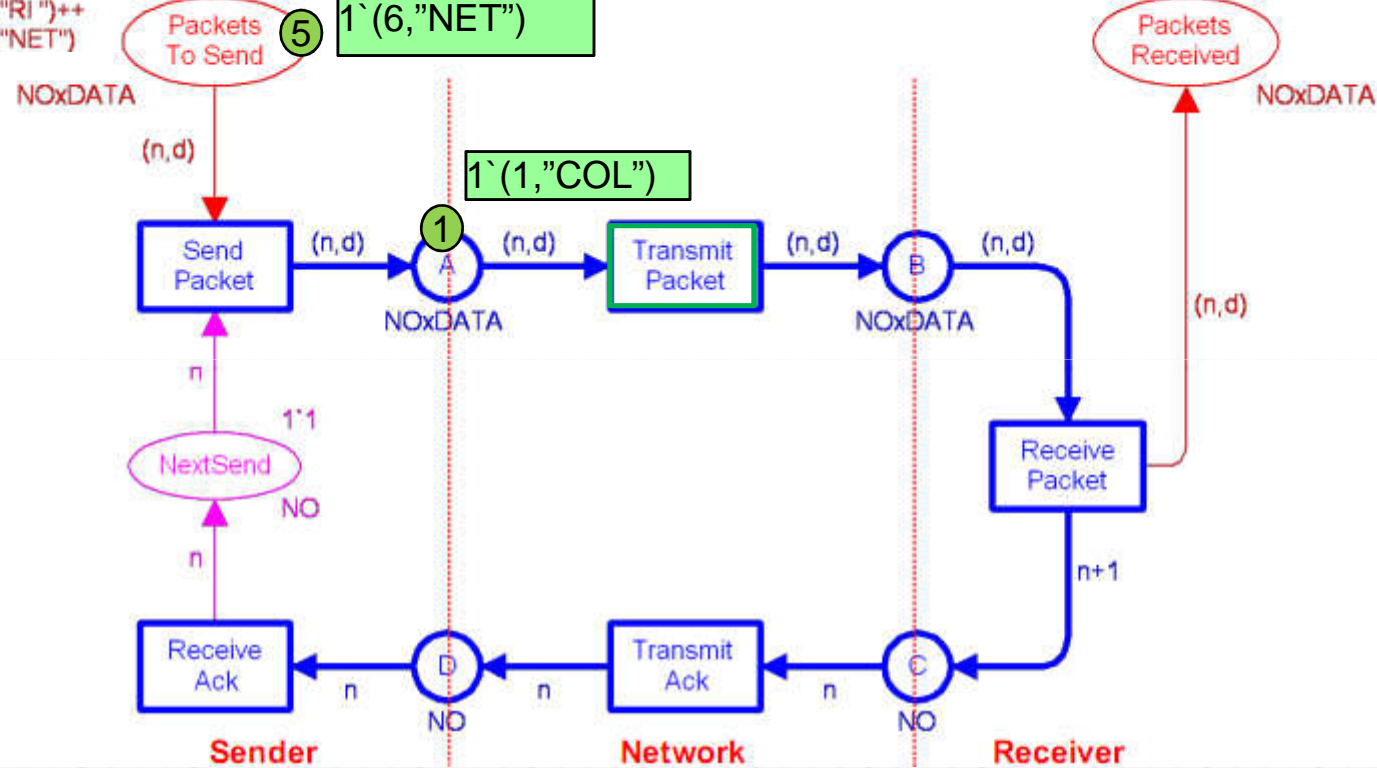 "RI ")++
"NET")
Packets
To Send
5
1`(6,"NET")
Packets
Received
NOxDATA
NOxDATA
(n,d)
(n,d)
1`(1,”COL”)
1
Send
Packet
(n,d)
A
(n,d)
Transmit
Packet
(n,d)
B
(n,d)
NOxDATA
NOxDATA
n
1`1
NextSend
NO
n
Receive
Packet
n+1
Receive
Ack
n
D
n
Transmit
Ack
n
C
NO
NO
Sender
Network
Receiver